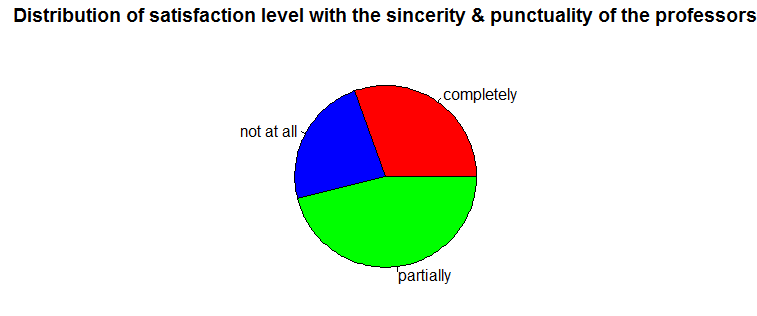 Distribution of satisfaction level with the sincerity & punctuality of the professors
completely
not at all
partially